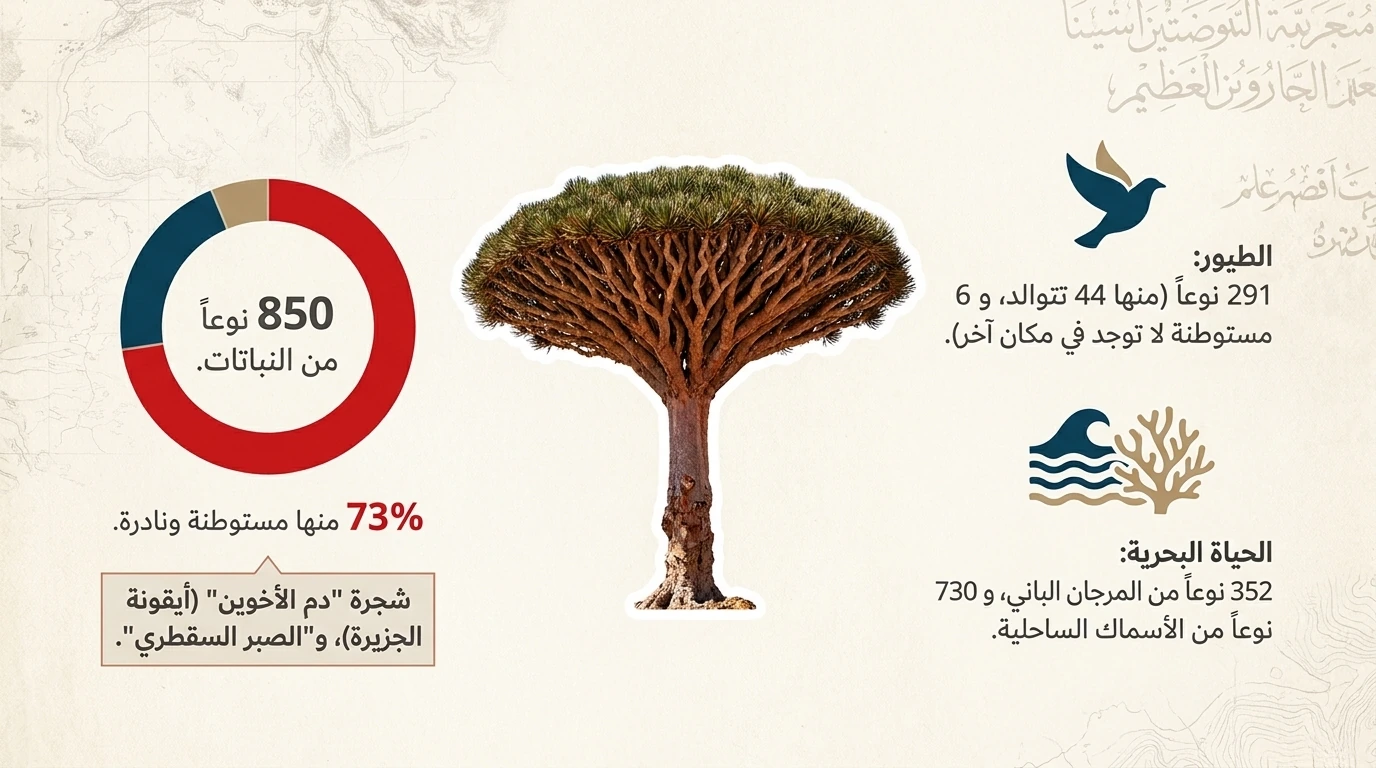 850 نوعاً
من النباتات.
73% منها مستوطنة ونادرة.
شجرة "دم الأخوين" (أيقونة
الجزيرة)، و"الصبر السقطري".
الطيور:
291 نوعاً (منها 44 تتوالد، و 6
مستوطنة لا توجد في مكان آخر).
الحياة البحرية:
352 نوعاً من المرجان الباني، و 730
نوعاً من الأسماك الساحلية.